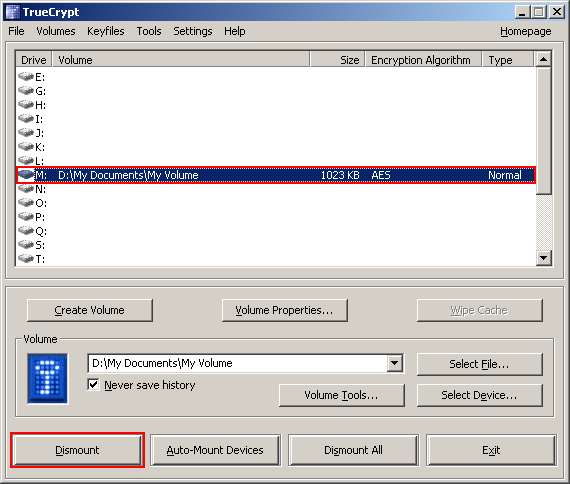 TrueCrypt
File Volumes Keyfiles Tools Settings Help Homepage
Drive Volume Size Encryption Algorithm Type
E:
G:
H:
I:
J:
K:
L:
M: D:\My Documents\My Volume 1023 KB AES Normal
N:
O:
P:
Q:
S:
T:
Create Volume Volume Properties... Wipe Cache
Volume
D:\My Documents\My Volume Select File...
Never save history
Volume Tools... Select Device...
Dismount Auto-Mount Devices Dismount All Exit